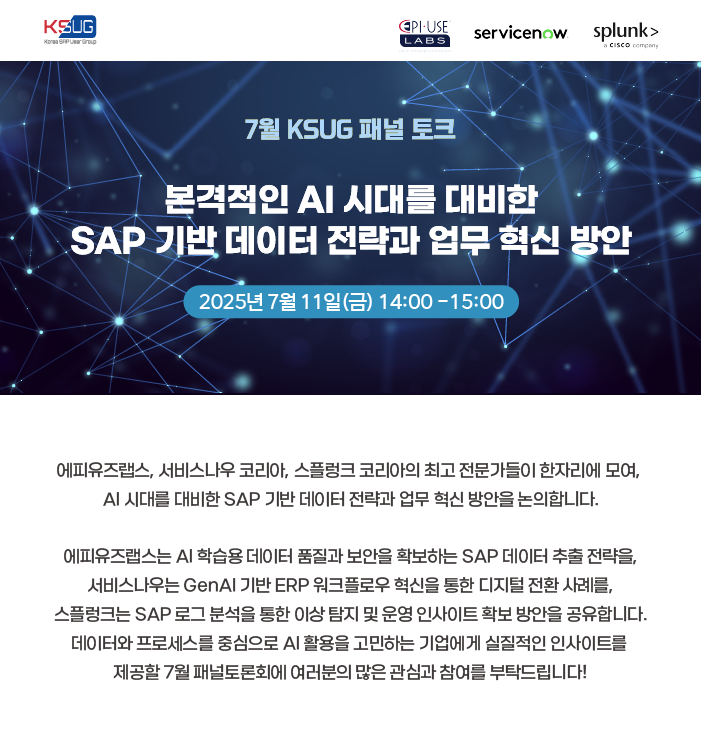 KSUG
Korea SAP User Group
EPI-USE
LABS
servicenow
splunk>
a CISCO company
7월 KSUG 패널 토크
본격적인 AI 시대를 대비한
SAP 기반 데이터 전략과 업무 혁신 방안
2025년 7월 11일(금) 14:00 -15:00
에피유즈랩스, 서비스나우 코리아, 스플렁크 코리아의 최고 전문가들이 한자리에 모여,
AI 시대를 대비한 SAP 기반 데이터 전략과 업무 혁신 방안을 논의합니다.
에피유즈랩스는 AI 학습용 데이터 품질과 보안을 확보하는 SAP 데이터 추출 전략을,
서비스나우는 GenAI 기반 ERP 워크플로우 혁신을 통한 디지털 전환 사례를,
스플렁크는 SAP 로그 분석을 통한 이상 탐지 및 운영 인사이트 확보 방안을 공유합니다.
데이터와 프로세스를 중심으로 AI 활용을 고민하는 기업에게 실질적인 인사이트를
제공할 7월 패널토론회에 여러분의 많은 관심과 참여를 부탁드립니다!